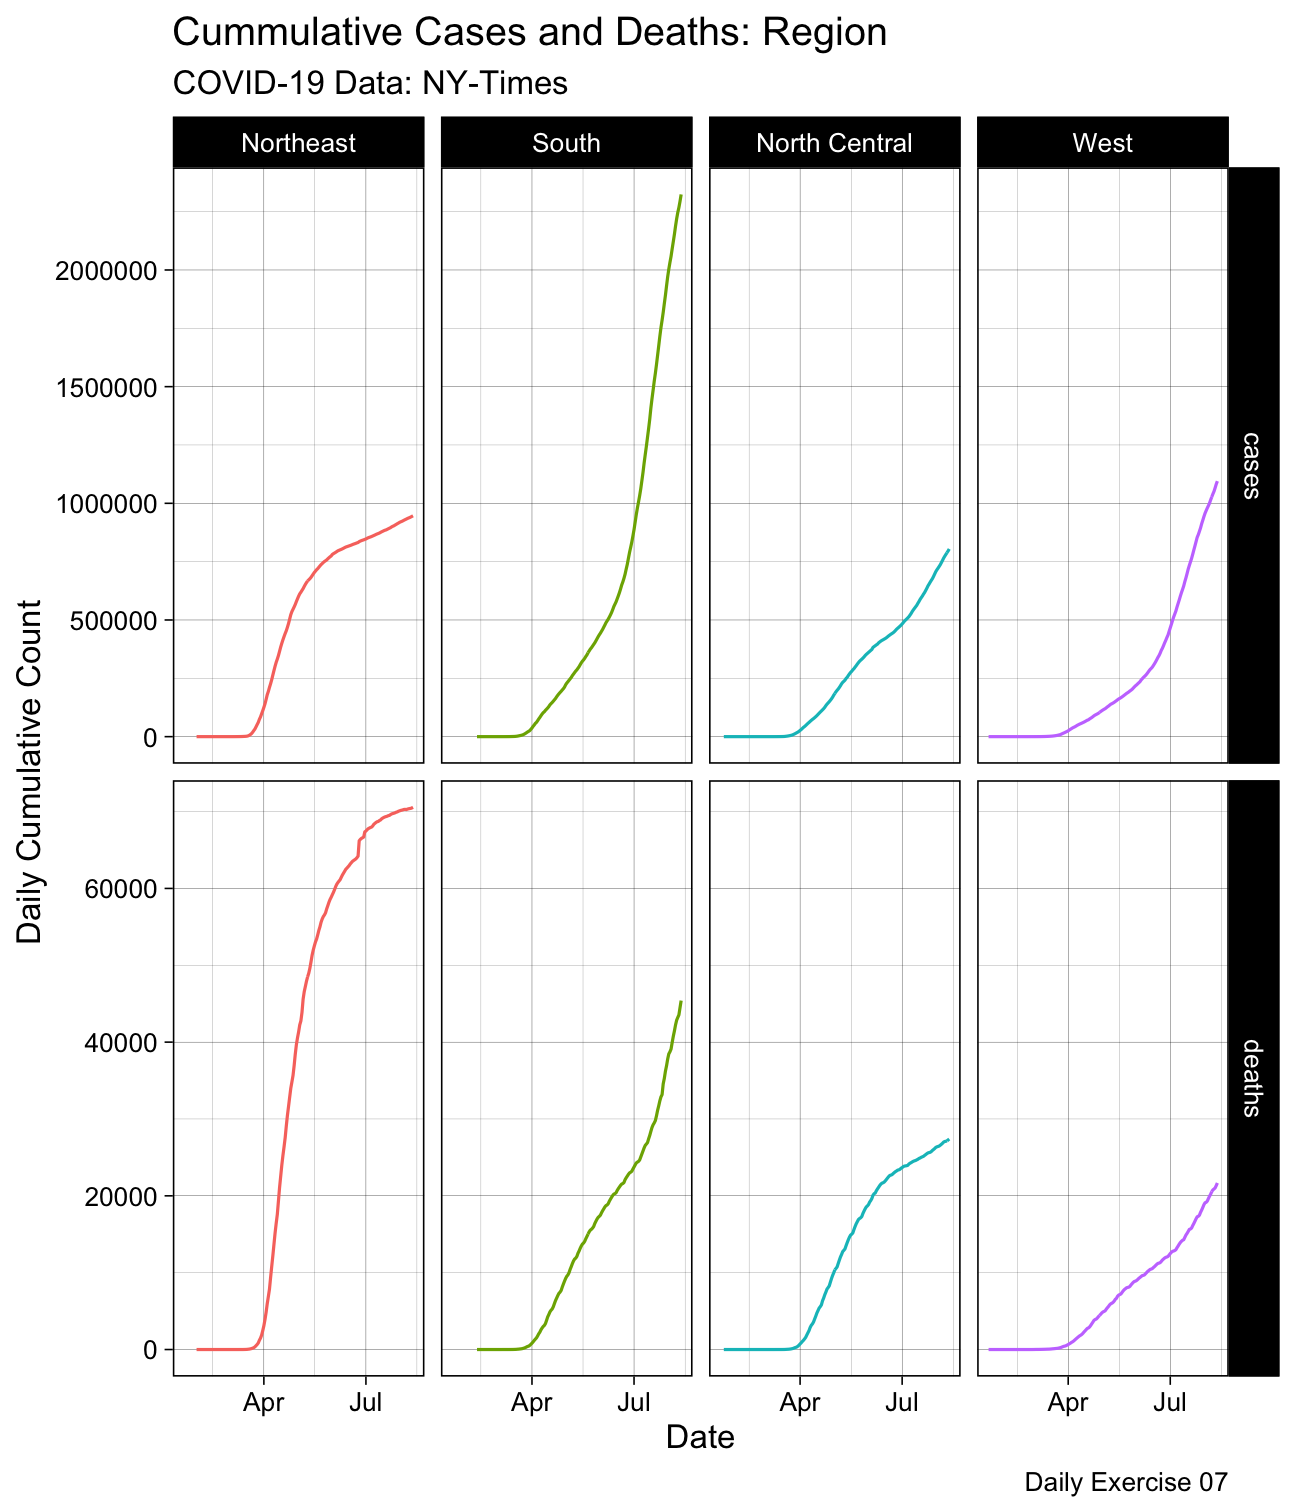 Cummulative Cases and Deaths: Region
COVID-19 Data: NY-Times
Northeast
South
North Central
West
2000000
1500000
1000000
500000
0
cases
60000
40000
20000
0
deaths
Daily Cumulative Count
Apr
Jul
Apr
Jul
Apr
Jul
Apr
Jul
Date
Daily Exercise 07